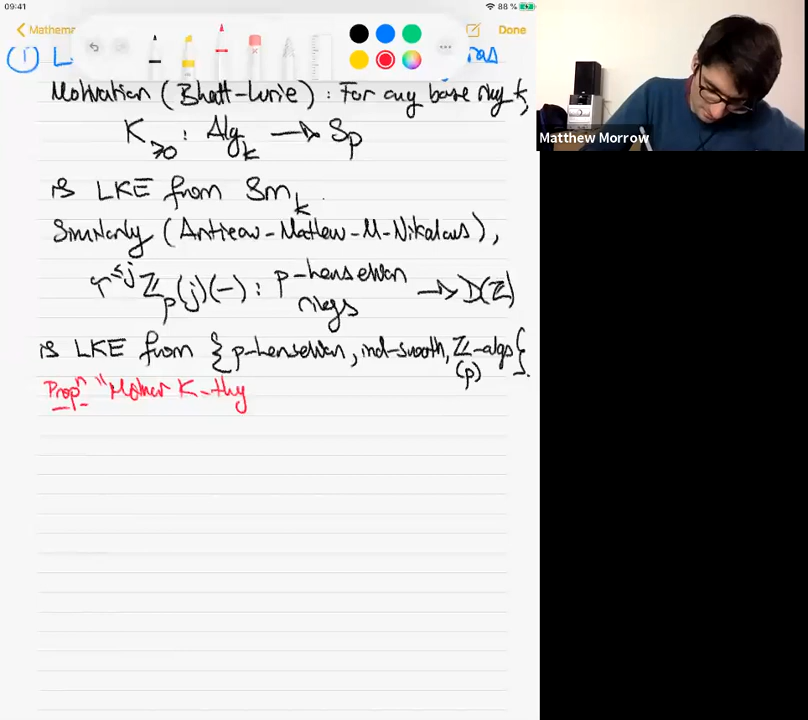 09:41
88 %
Mathema
Done
① L
Motivation (Bhatt-Lurie): For any base ring k,
K≥0 : Alg_k → Sp
is LKE from Sm_k.
Similarly (Antieau-Mathew-M-Nikolaus),
τ^{≤j} ℤ_p(j)(-) : p-henselian rings → D(ℤ)
is LKE from {p-henselian, ind-smooth, ℤ_(p)-algs}.
Propⁿ "Milnor K-thy
Matthew Morrow